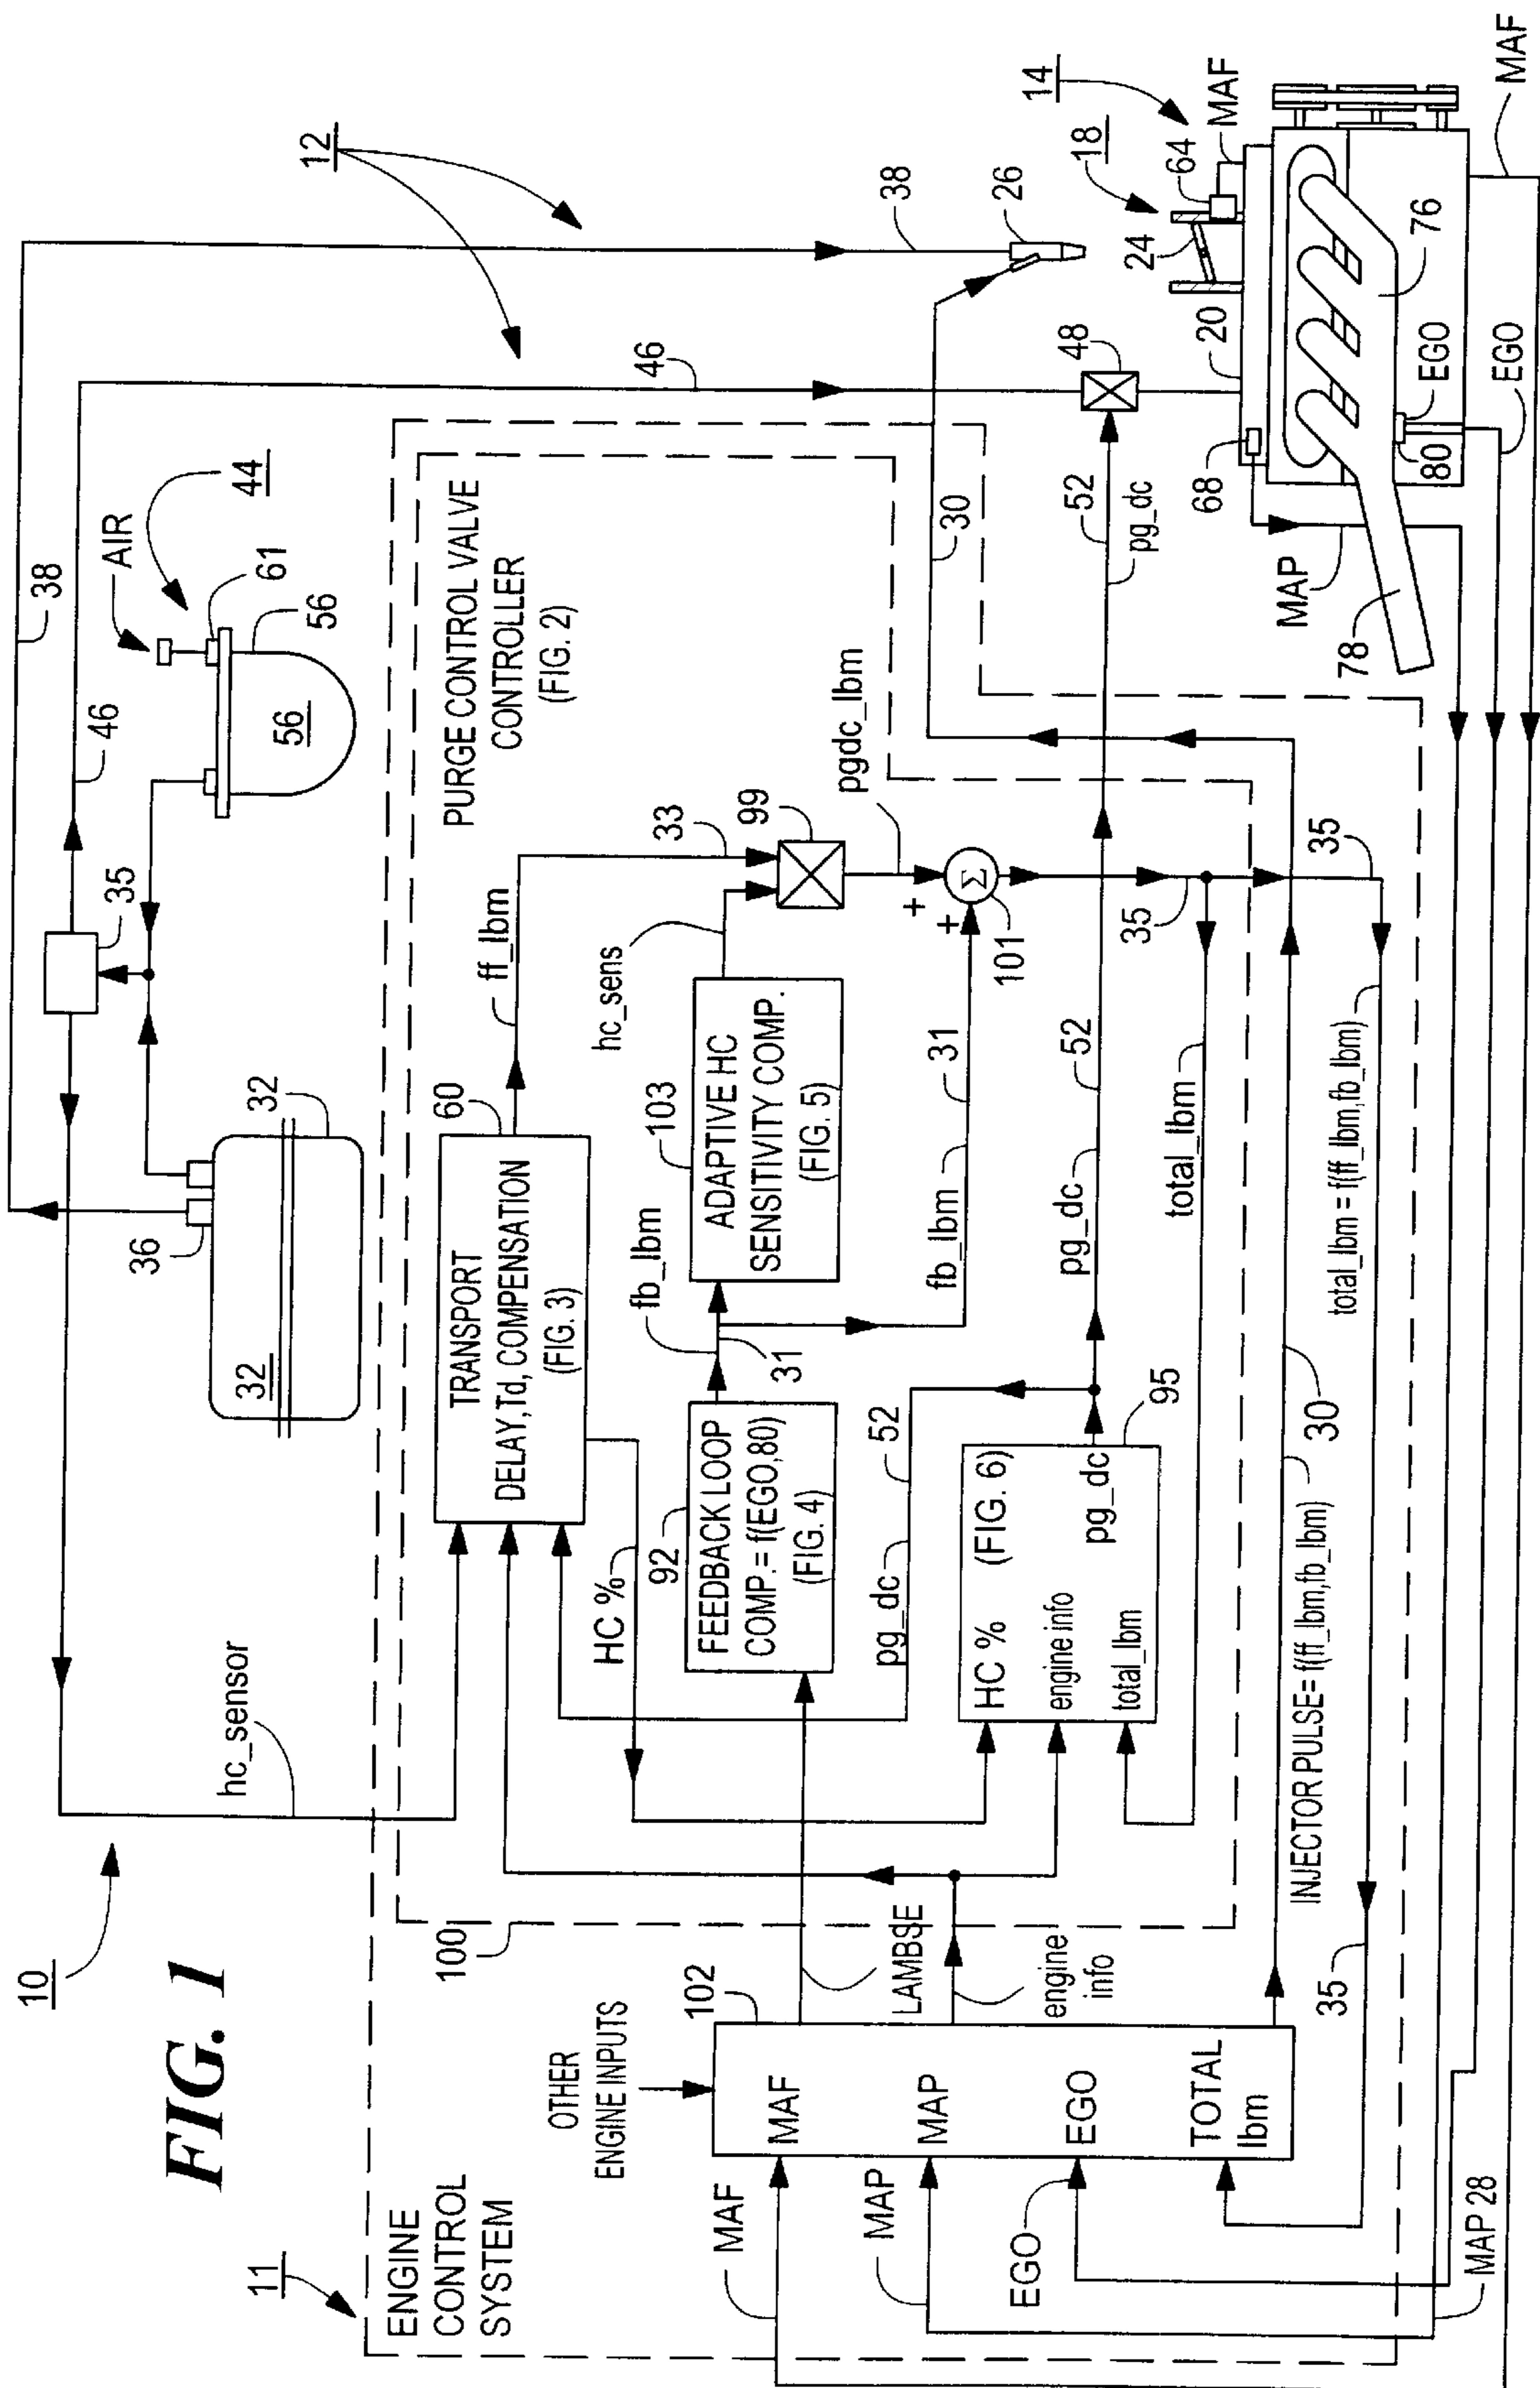 FIG. 1
10
11
ENGINE
CONTROL
SYSTEM
12
38
46
35
AIR
44
61
56
56
36
32
32
hc_sensor
38
26
46
48
14
MAF
18
64
24
20
68
76
EGO
80
78
MAP
MAF
EGO
PURGE CONTROL VALVE
CONTROLLER
(FIG. 2)
100
60
TRANSPORT
DELAY,Td, COMPENSATION
(FIG. 3)
ff_lbm
33
99
hc_sens
103
ADAPTIVE HC
SENSITIVITY COMP.
(FIG. 5)
fb_lbm
31
92
FEEDBACK LOOP
COMP.= f(EGO,80)
(FIG. 4)
HC %
pgdc_lbm
+
+
Σ
101
fb_lbm
31
pg_dc
52
HC %
(FIG. 6)
engine info
pg_dc
total_lbm
95
pg_dc
52
52
pg_dc
30
total_lbm
35
35
total_lbm = f(ff_lbm,fb_lbm)
INJECTOR PULSE= f(ff_lbm,fb_lbm)
30
35
OTHER
ENGINE INPUTS
102
LAMBSE
engine
info
MAF
MAP
EGO
TOTAL
lbm
MAF
MAP
EGO
MAP 28